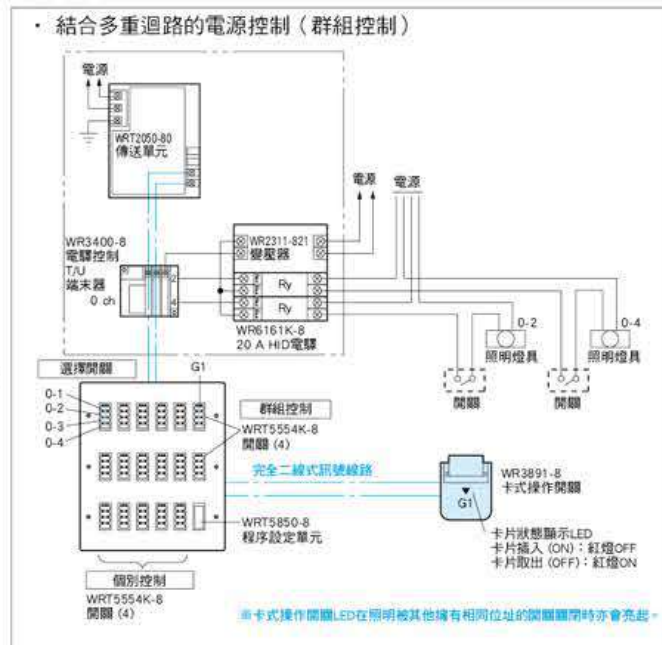 · 結合多重迴路的電源控制（群組控制）
電源
WRT2050-80
傳送單元
電源
電源
WR3400-8
電驛控制
T/U
端末器
0 ch
2
4
WR2311-821
變壓器
Ry
Ry
WR6161K-8
20 A HID電驛
0-2
照明燈具
0-4
照明燈具
開關
開關
選擇開關
G1
0-1
0-2
0-3
0-4
群組控制
WRT5554K-8
開關 (4)
完全二線式訊號線路
WR3891-8
卡式操作開關
G1
WRT5850-8
程序設定單元
卡片狀態顯示LED
卡片插入 (ON)：紅燈OFF
卡片取出 (OFF)：紅燈ON
個別控制
WRT5554K-8
開關 (4)
※卡式操作開關LED在照明被其他擁有相同位址的開關關閉時亦會亮起。